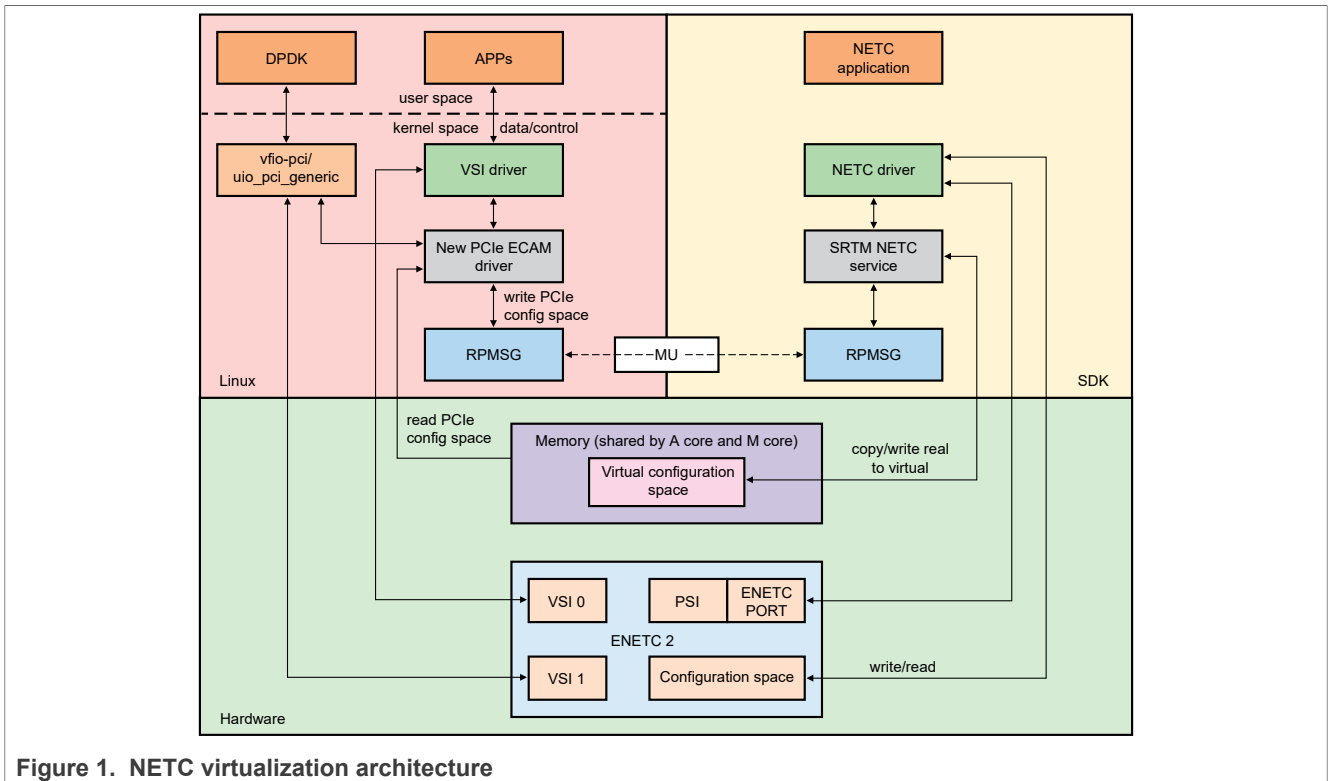 DPDK
APPs
NETC
application
user space
kernel space
data/control
vfio-pci/
uio_pci_generic
VSI driver
NETC driver
New PCIe ECAM
driver
SRTM NETC
service
write PCIe
config space
RPMSG
MU
RPMSG
Linux
SDK
read PCIe
config space
Memory (shared by A core and M core)
Virtual configuration
space
copy/write real
to virtual
VSI 0
PSI
ENETC
PORT
ENETC 2
VSI 1
Configuration space
write/read
Hardware
Figure 1. NETC virtualization architecture